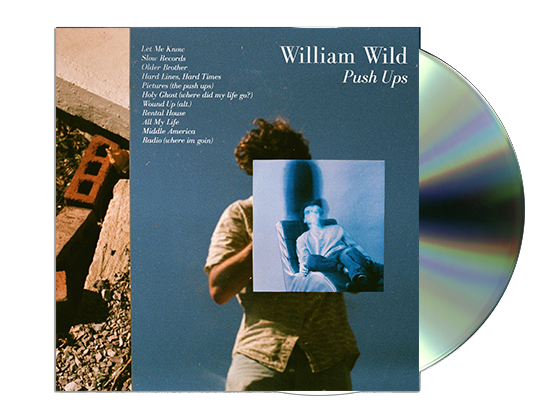 William Wild
Push Ups
Let Me Know
Slow Records
Older Brother
Hard Lines, Hard Times
Pictures (the push ups)
Holy Ghost (where did my life go?)
Wound Up (alt.)
Rental House
All My Life
Middle America
Radio (where im goin)